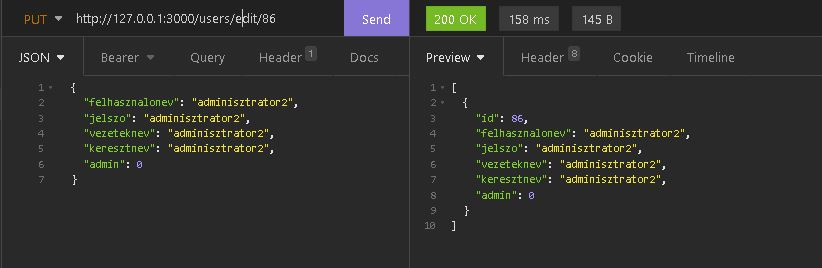 PUT http://127.0.0.1:3000/users/edit/86 Send 200 OK 158 ms 145 B
JSON Bearer Query Header 1 Docs Preview Header 8 Cookie Timeline
1 {
2 "felhasznalonev": "adminisztrator2",
3 "jelszo": "adminisztrator2",
4 "vezeteknev": "adminisztrator2",
5 "keresztnev": "adminisztrator2",
6 "admin": 0
7 }
1 [
2 {
3 "id": 86,
4 "felhasznalonev": "adminisztrator2",
5 "jelszo": "adminisztrator2",
6 "vezeteknev": "adminisztrator2",
7 "keresztnev": "adminisztrator2",
8 "admin": 0
9 }
10 ]